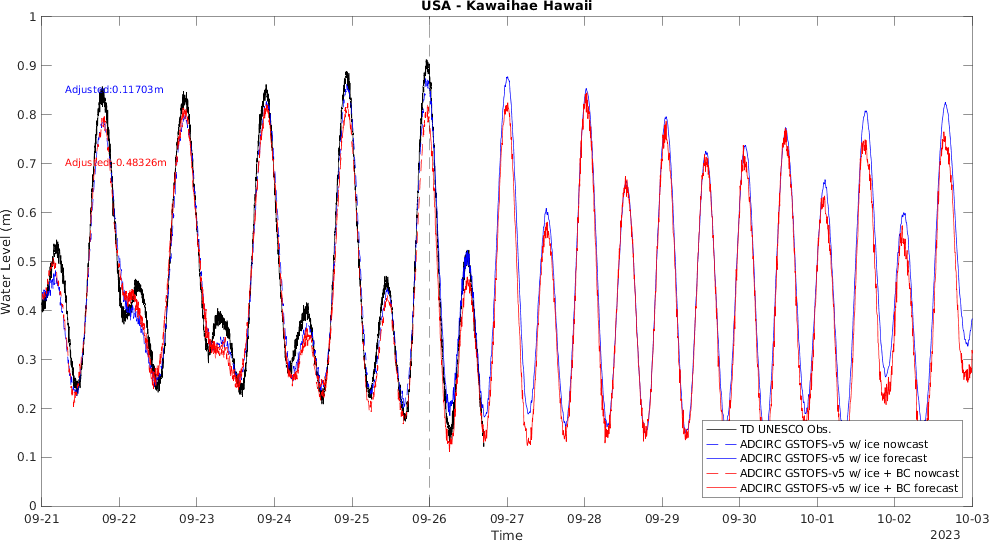 USA - Kawaihae Hawaii
1
0.9
0.8
0.7
0.6
0.5
0.4
0.3
0.2
0.1
0
Water Level (m)
Adjusted:0.11703m
Adjusted:-0.48326m
TD UNESCO Obs.
ADCIRC GSTOFS-v5 w/ ice nowcast
ADCIRC GSTOFS-v5 w/ ice forecast
ADCIRC GSTOFS-v5 w/ ice + BC nowcast
ADCIRC GSTOFS-v5 w/ ice + BC forecast
09-21 09-22 09-23 09-24 09-25 09-26 09-27 09-28 09-29 09-30 10-01 10-02 10-03
Time
2023